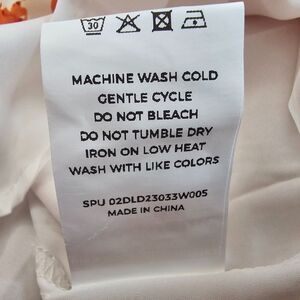 30
MACHINE WASH COLD
GENTLE CYCLE
DO NOT BLEACH
DO NOT TUMBLE DRY
IRON ON LOW HEAT
WASH WITH LIKE COLORS
SPU 02DLD23033W005
MADE IN CHINA